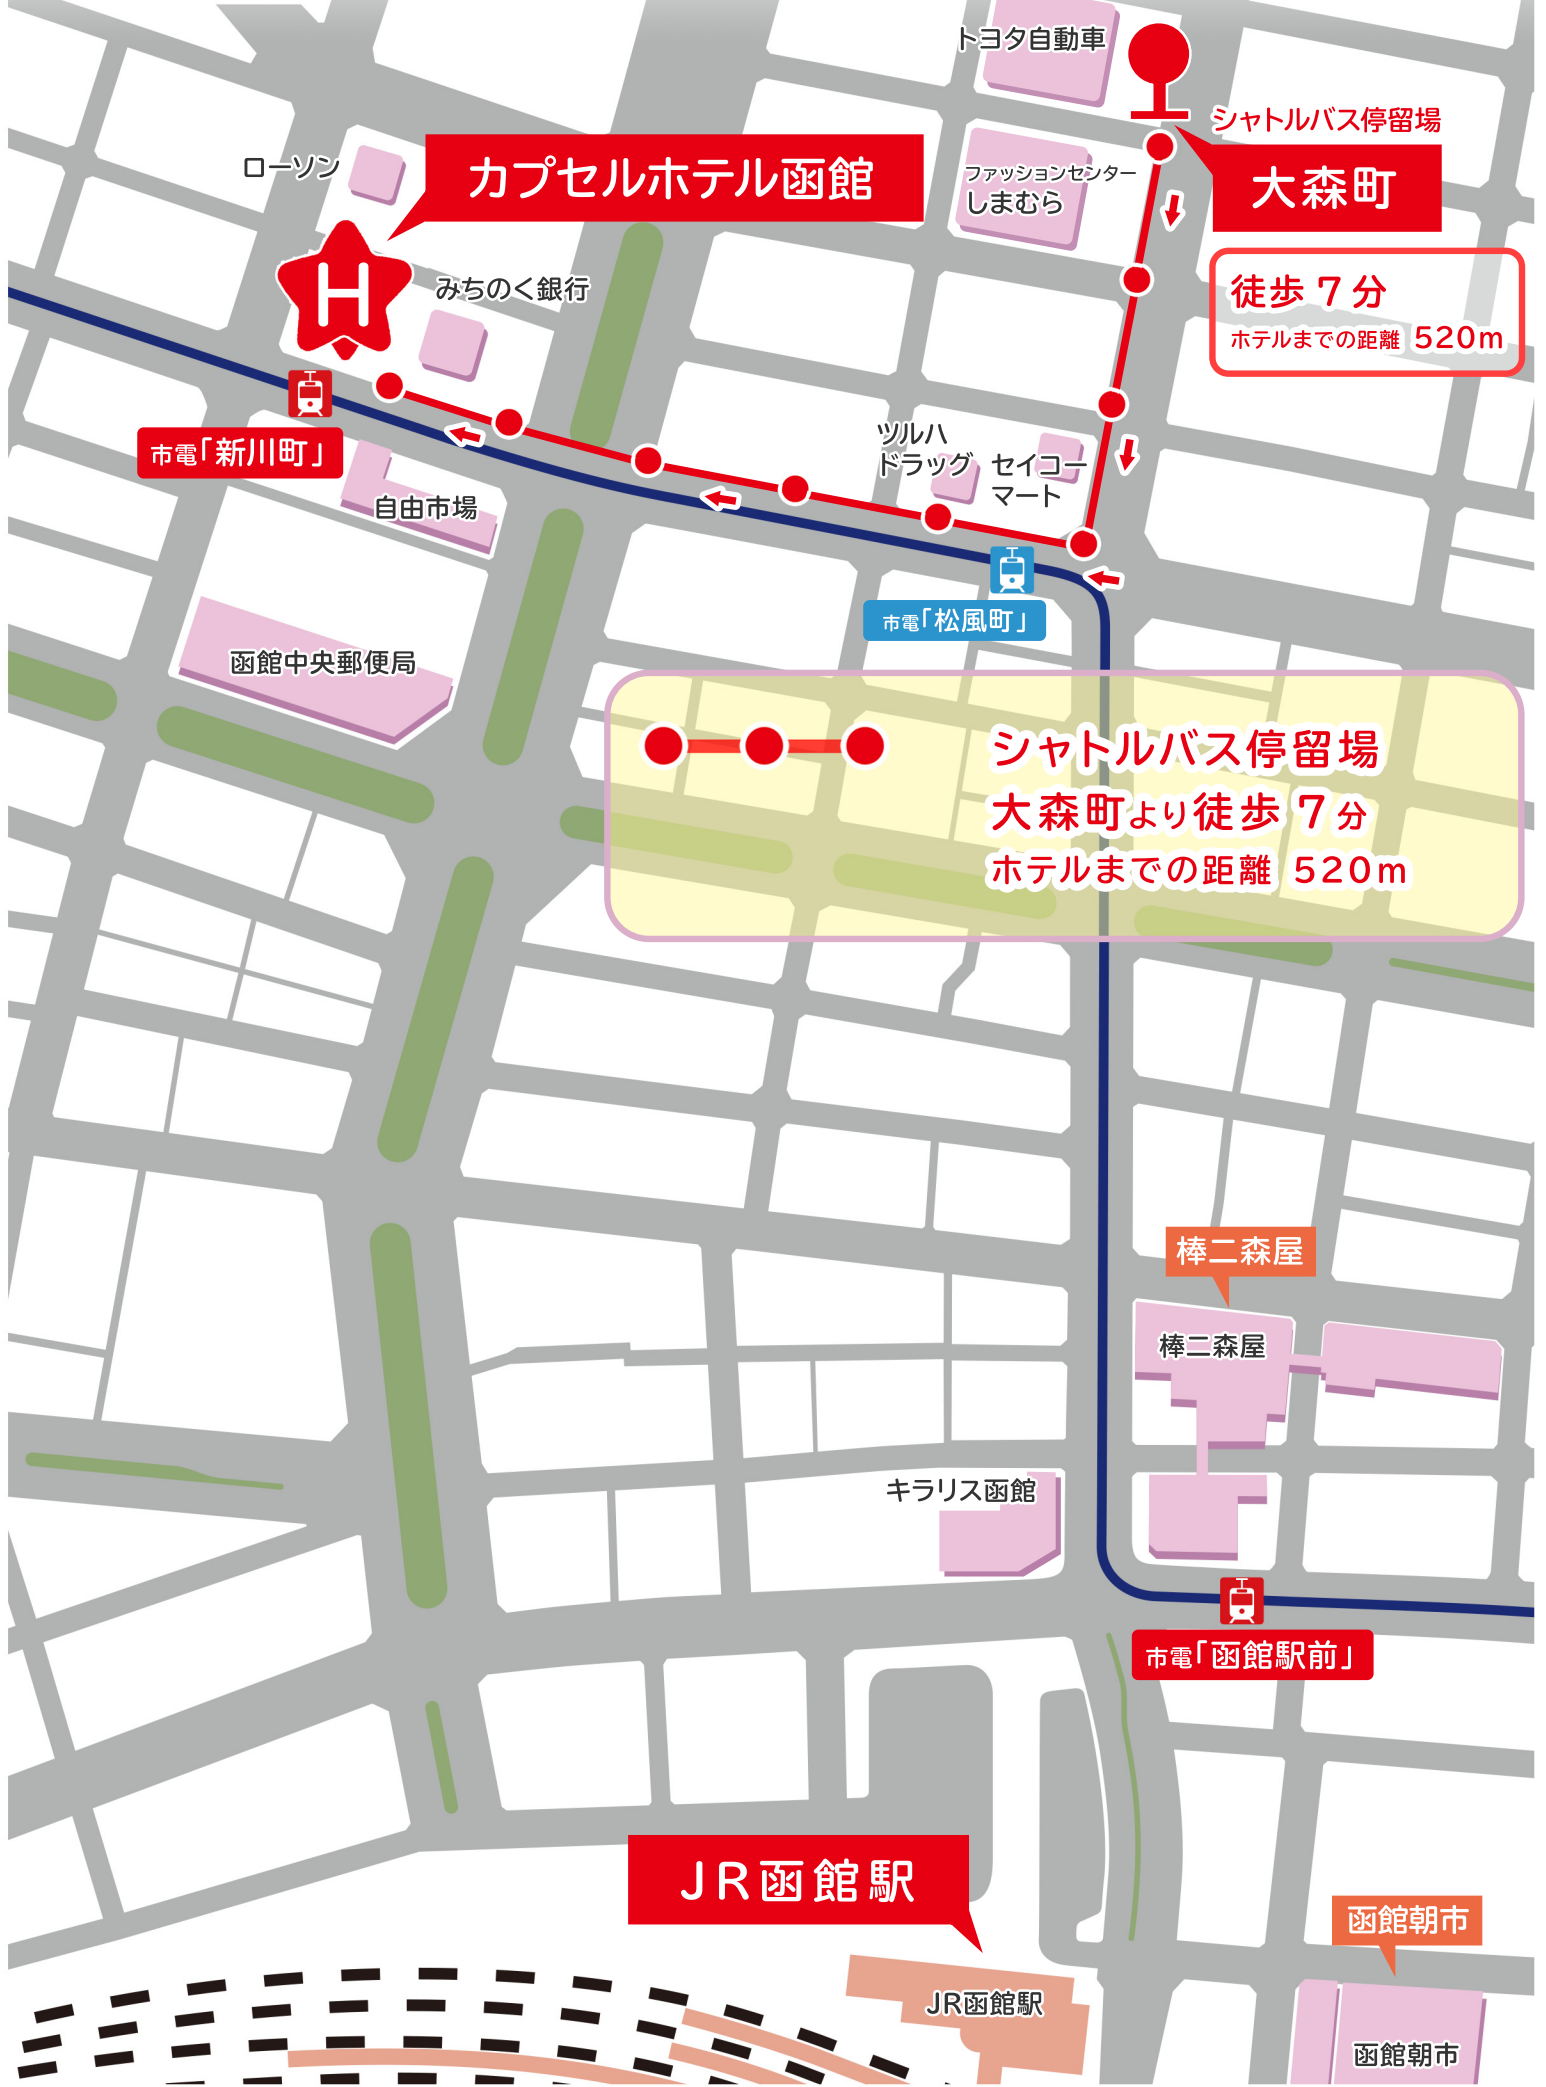 トヨタ自動車
シャトルバス停留場
大森町
ローソン
カプセルホテル函館
ファッションセンター
しまむら
H
みちのく銀行
徒歩 7 分
ホテルまでの距離 520m
市電「新川町」
ツルハ
ドラッグ
セイコー
マート
自由市場
市電「松風町」
函館中央郵便局
シャトルバス停留場
大森町より徒歩 7 分
ホテルまでの距離 520m
棒二森屋
棒二森屋
キラリス函館
市電「函館駅前」
JR函館駅
函館朝市
JR函館駅
函館朝市